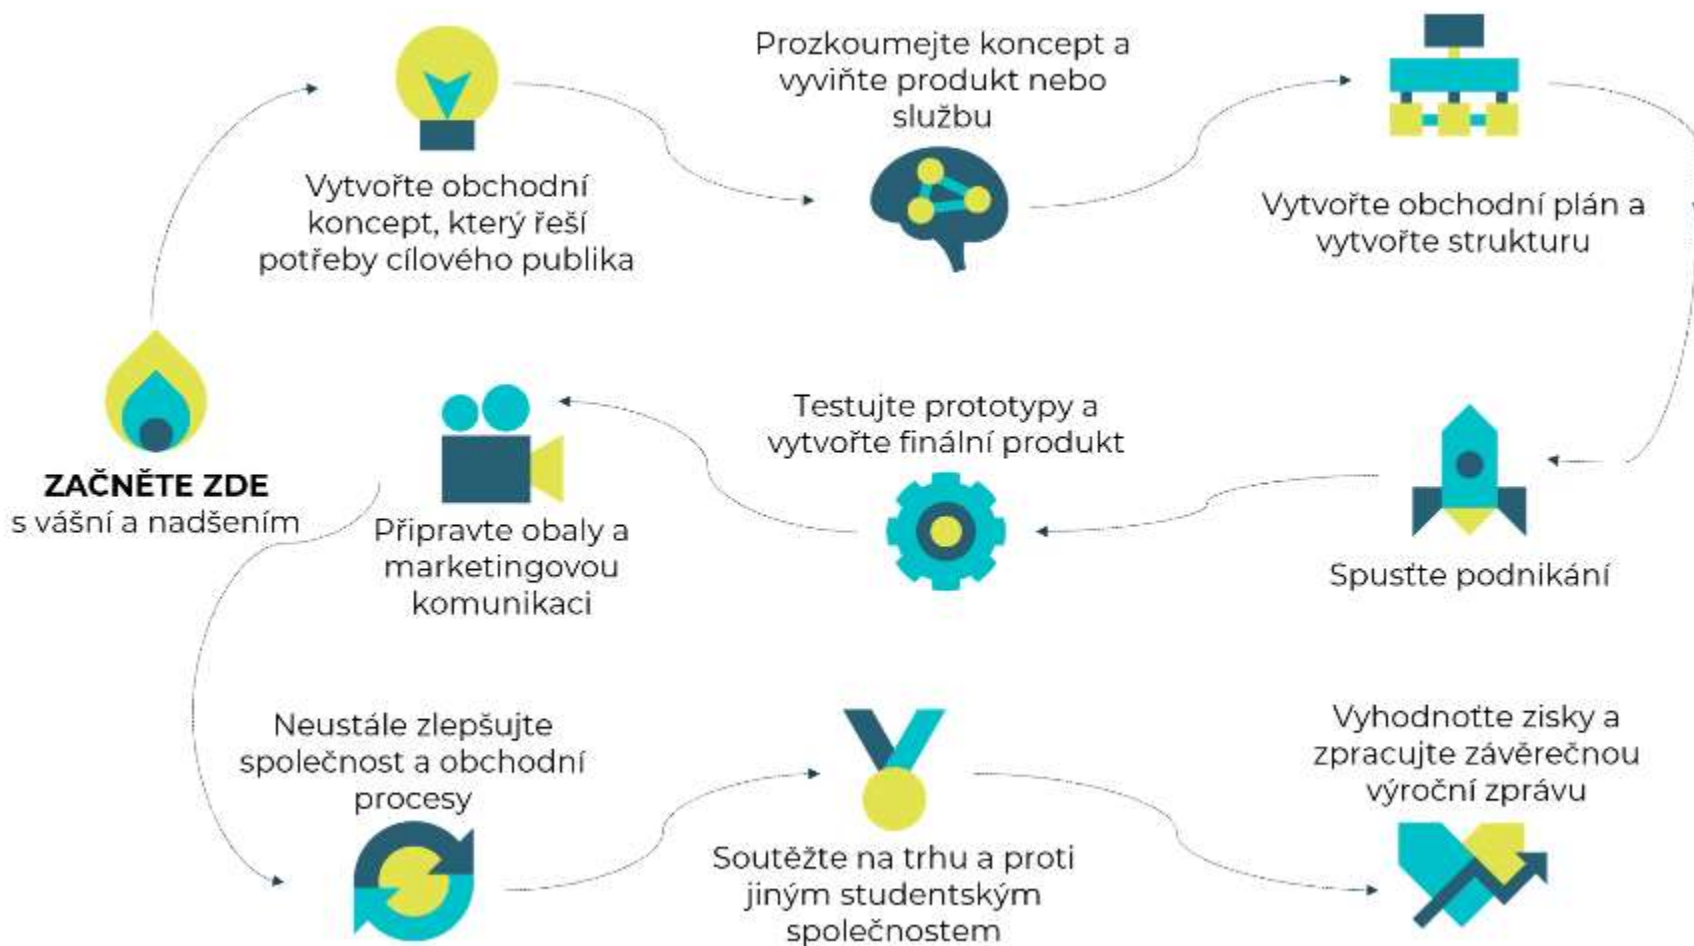 ZAČNĚTE ZDE
s vášní a nadšením
Vytvořte obchodní
koncept, který řeší
potřeby cílového publika
Prozkoumejte koncept a
vyviňte produkt nebo
službu
Vytvořte obchodní plán a
vytvořte strukturu
Spusťte podnikání
Testujte prototypy a
vytvořte finální produkt
Připravte obaly a
marketingovou
komunikaci
Neustále zlepšujte
společnost a obchodní
procesy
Soutěžte na trhu a proti
jiným studentským
společnostem
Vyhodnoťte zisky a
zpracujte závěrečnou
výroční zprávu